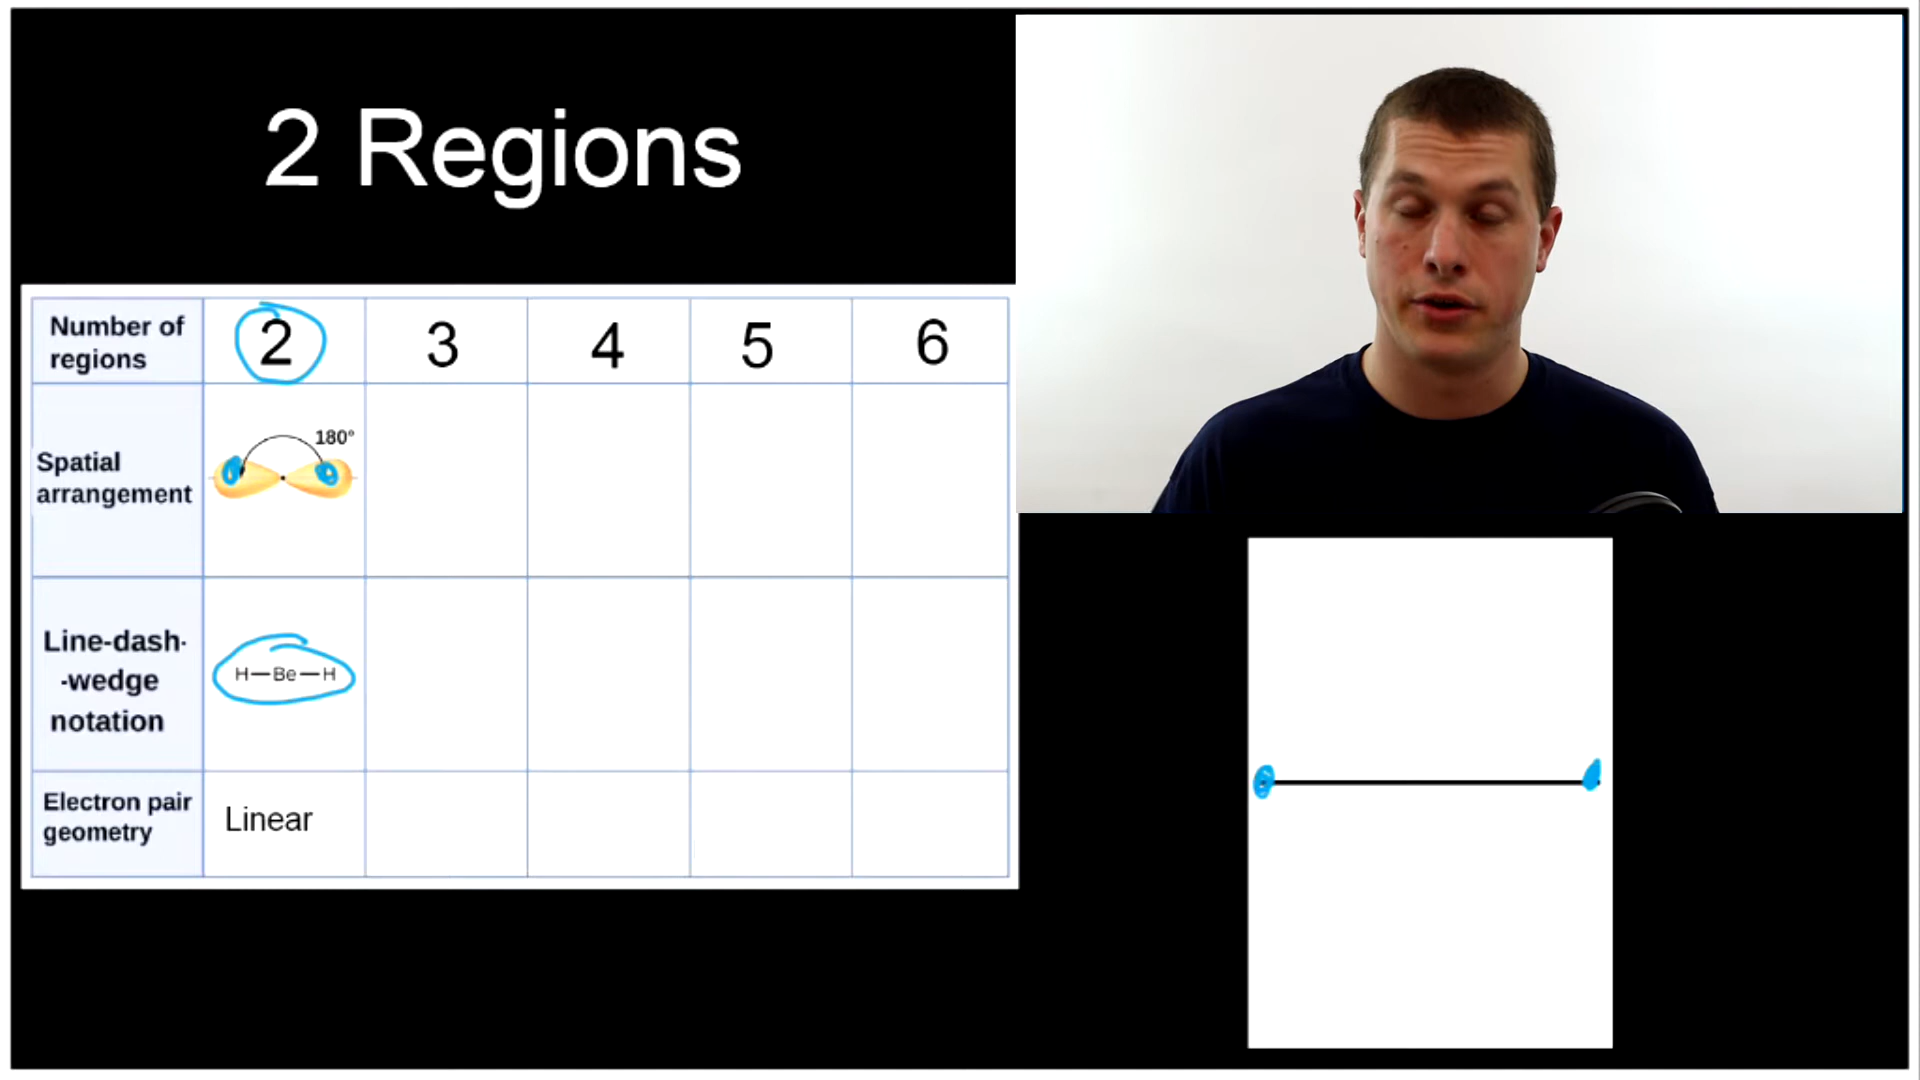 2 Regions
Number of
regions
2
3
4
5
6
Spatial
arrangement
180°
Line-dash-
-wedge
notation
H—Be—H
Electron pair
geometry
Linear